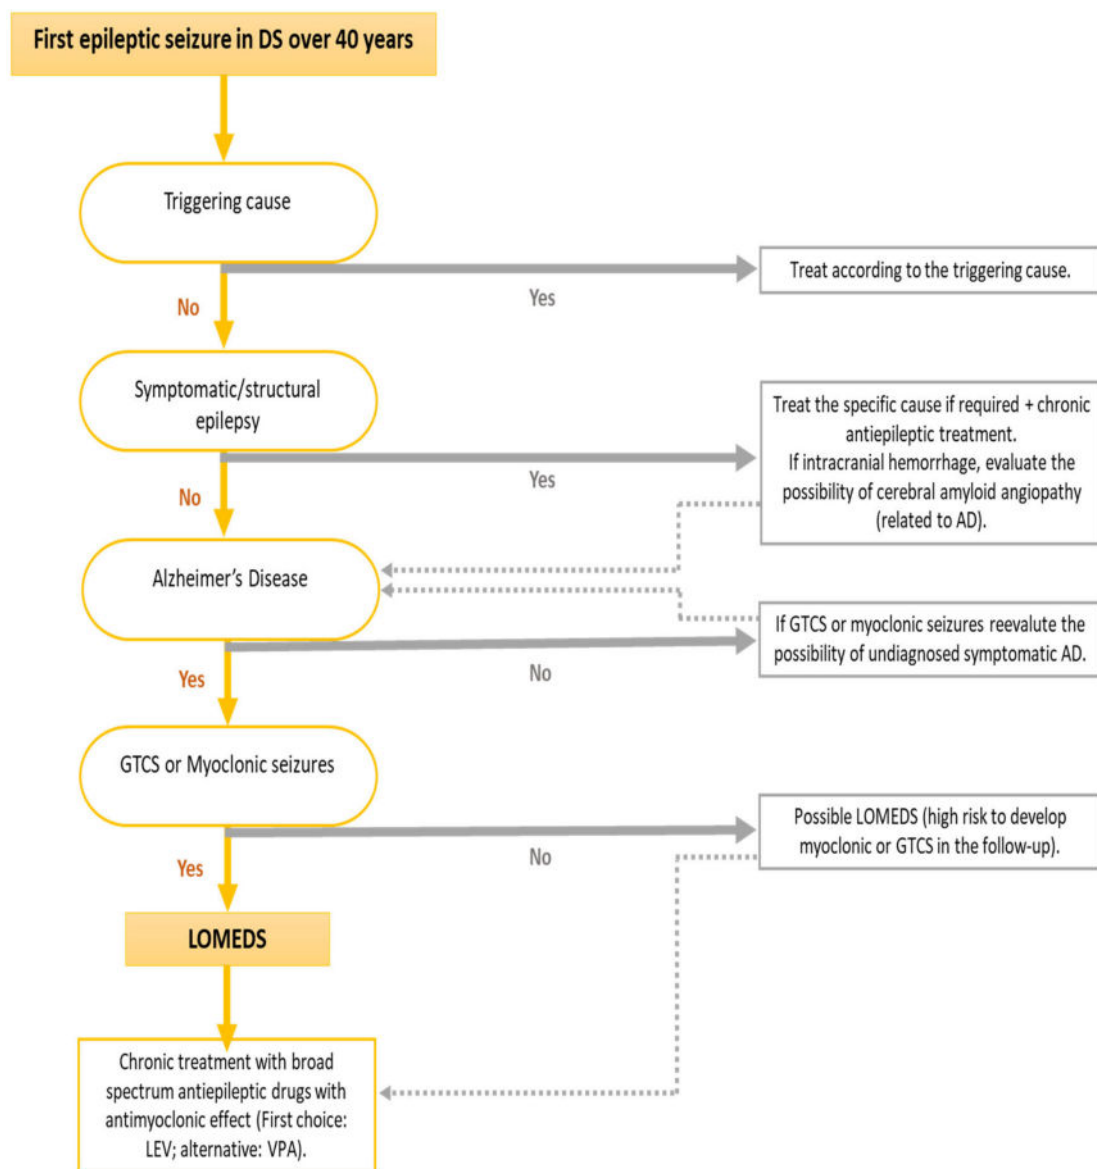 First epileptic seizure in DS over 40 years
Triggering cause
Treat according to the triggering cause.
Yes
No
Symptomatic/structural
epilepsy
Treat the specific cause if required + chronic
antiepileptic treatment.
If intracranial hemorrhage, evaluate the
possibility of cerebral amyloid angiopathy
(related to AD).
Yes
No
Alzheimer's Disease
If GTCS or myoclonic seizures reevalute the
possibility of undiagnosed symptomatic AD.
No
Yes
GTCS or Myoclonic seizures
Possible LOMEDS (high risk to develop
myoclonic or GTCS in the follow-up).
No
Yes
LOMEDS
Chronic treatment with broad
spectrum antiepileptic drugs with
antimyoclonic effect (First choice:
LEV; alternative: VPA).